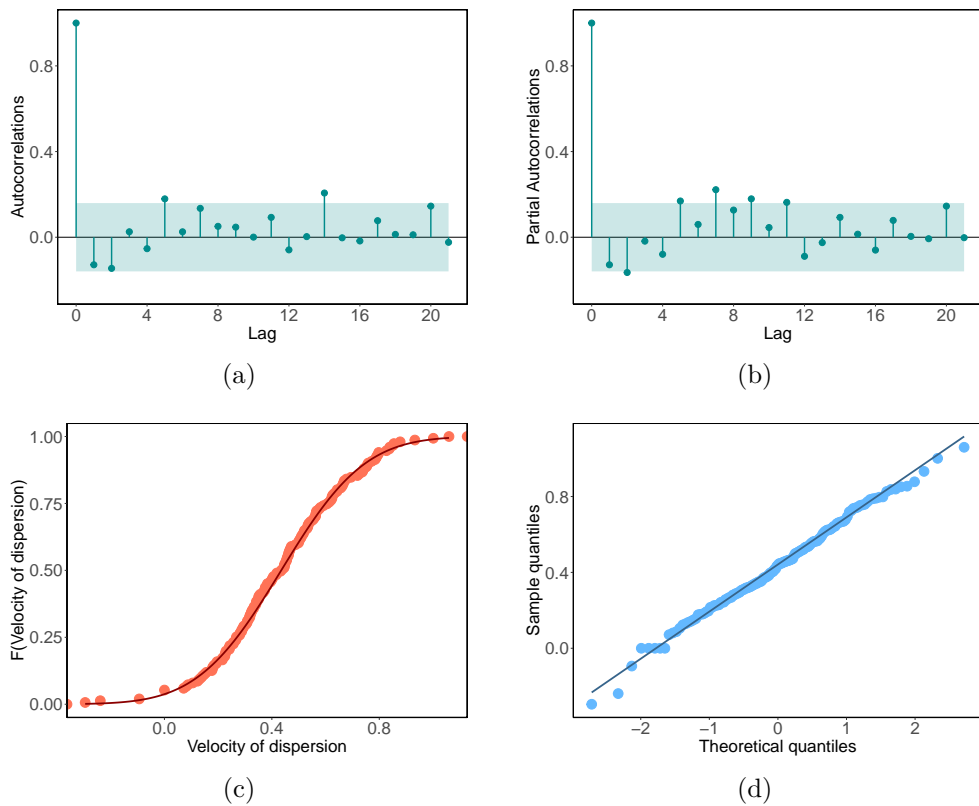 0.8
0.4
0.0
Autocorrelations
0 4 8 12 16 20
Lag
(a)
0.8
0.4
0.0
Partial Autocorrelations
0 4 8 12 16 20
Lag
(b)
1.00
0.75
0.50
0.25
0.00
F(Velocity of dispersion)
0.0 0.4 0.8
Velocity of dispersion
(c)
0.8
0.4
0.0
Sample quantiles
−2 −1 0 1 2
Theoretical quantiles
(d)